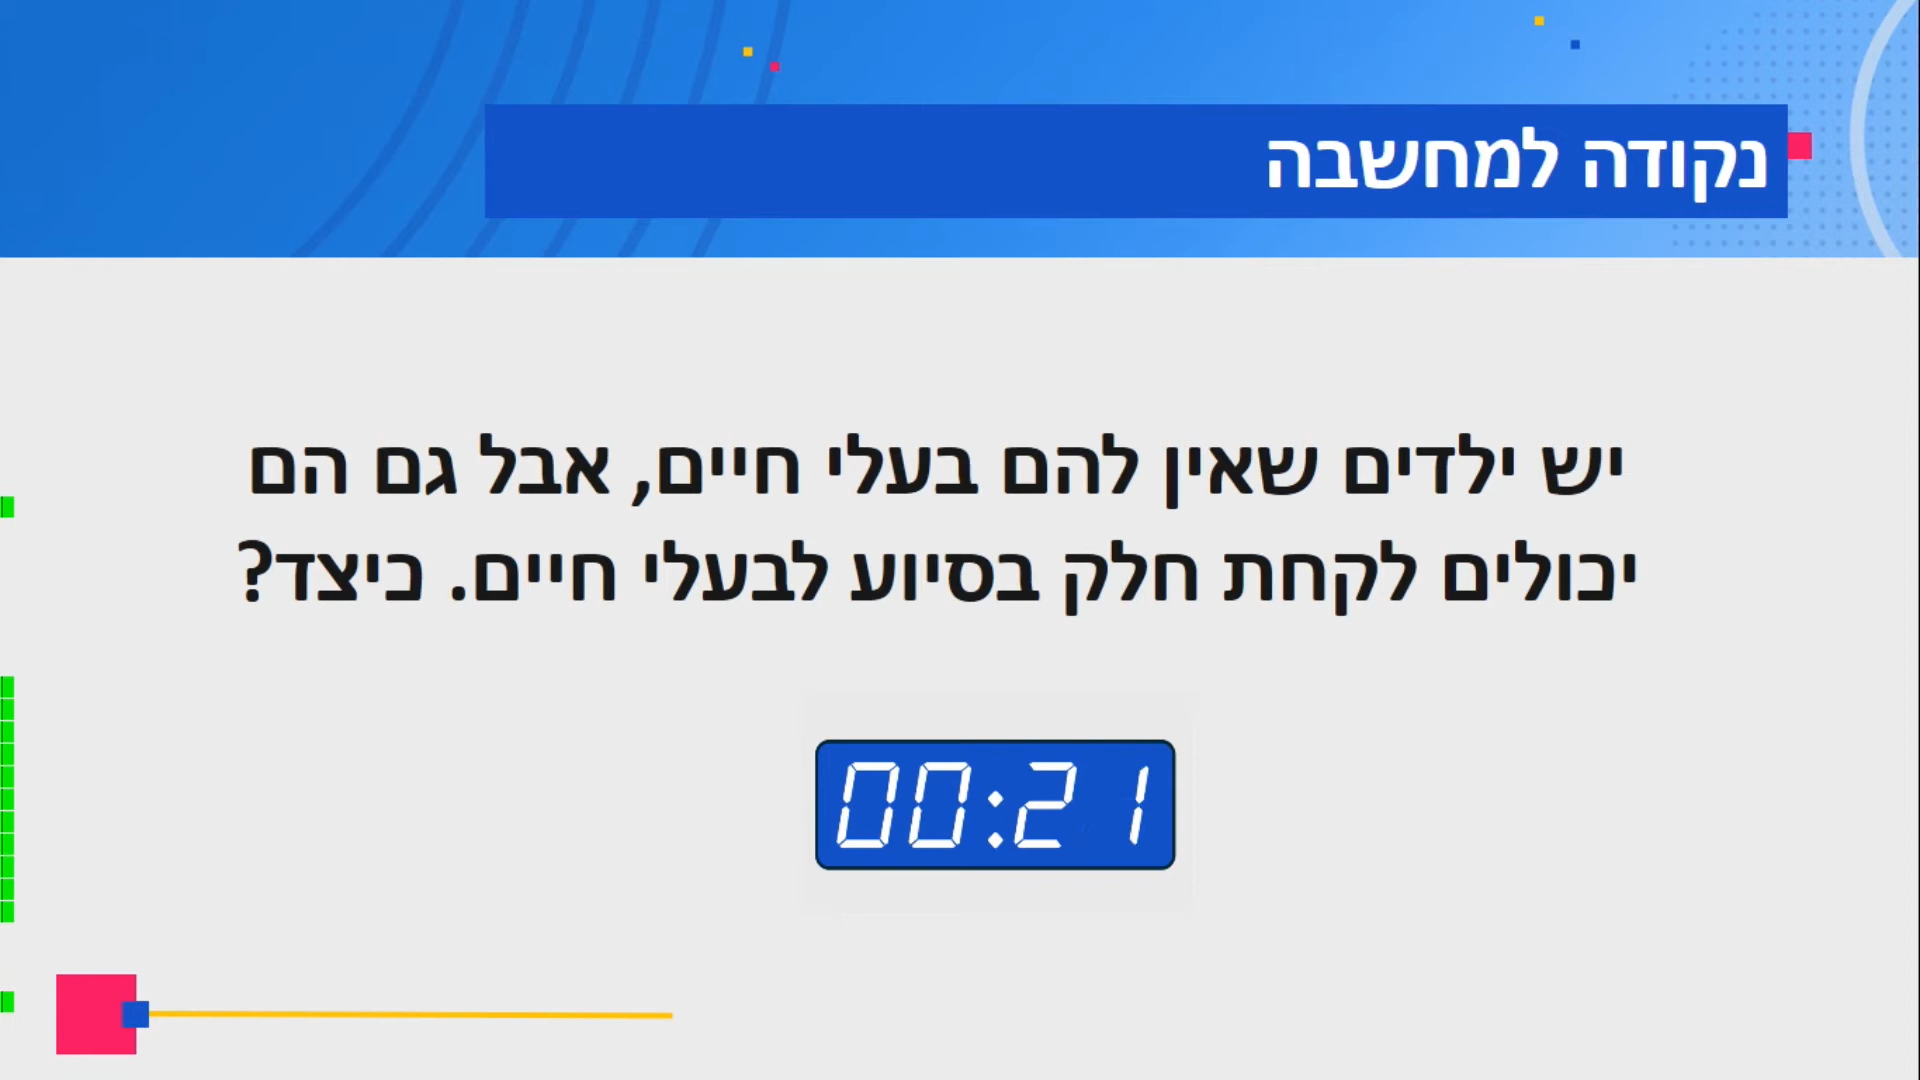 נקודה למחשבה
יש ילדים שאין להם בעלי חיים, אבל גם הם
יכולים לקחת חלק בסיוע לבעלי חיים. כיצד?
00:21